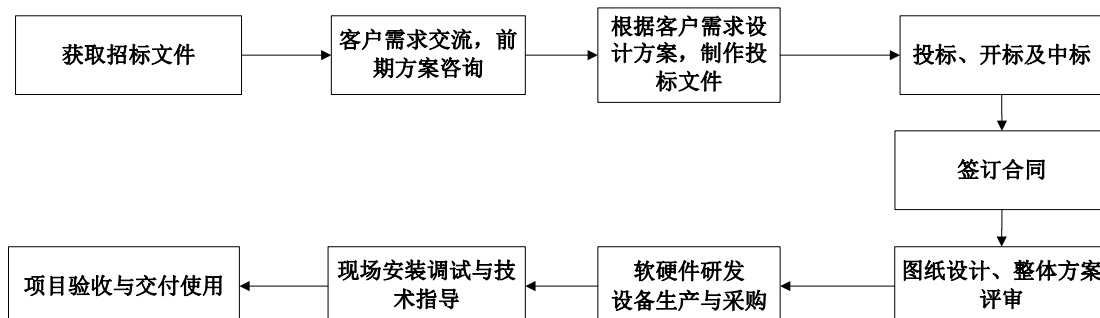 获取招标文件
客户需求交流，前
期方案咨询
根据客户需求设
计方案，制作投
标文件
投标、开标及中标
签订合同
图纸设计、整体方案
评审
软硬件研发
设备生产与采购
现场安装调试与技
术指导
项目验收与交付使用